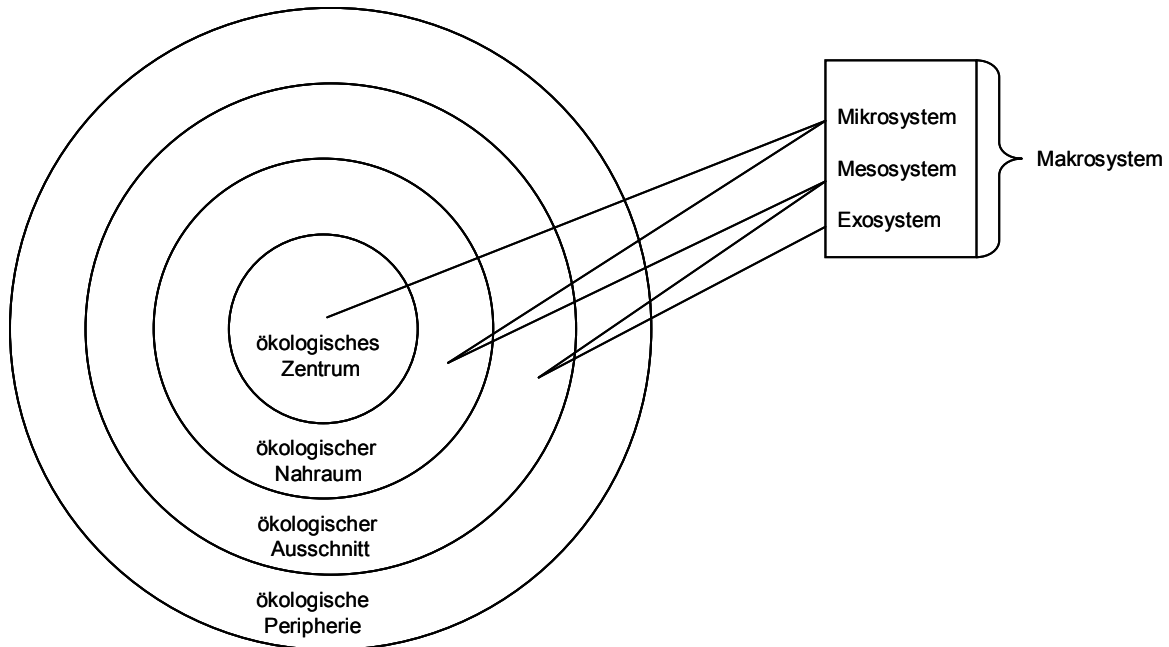 ökologisches
Zentrum
ökologischer
Nahraum
ökologischer
Ausschnitt
ökologische
Peripherie
Mikrosystem
Mesosystem
Exosystem
Makrosystem